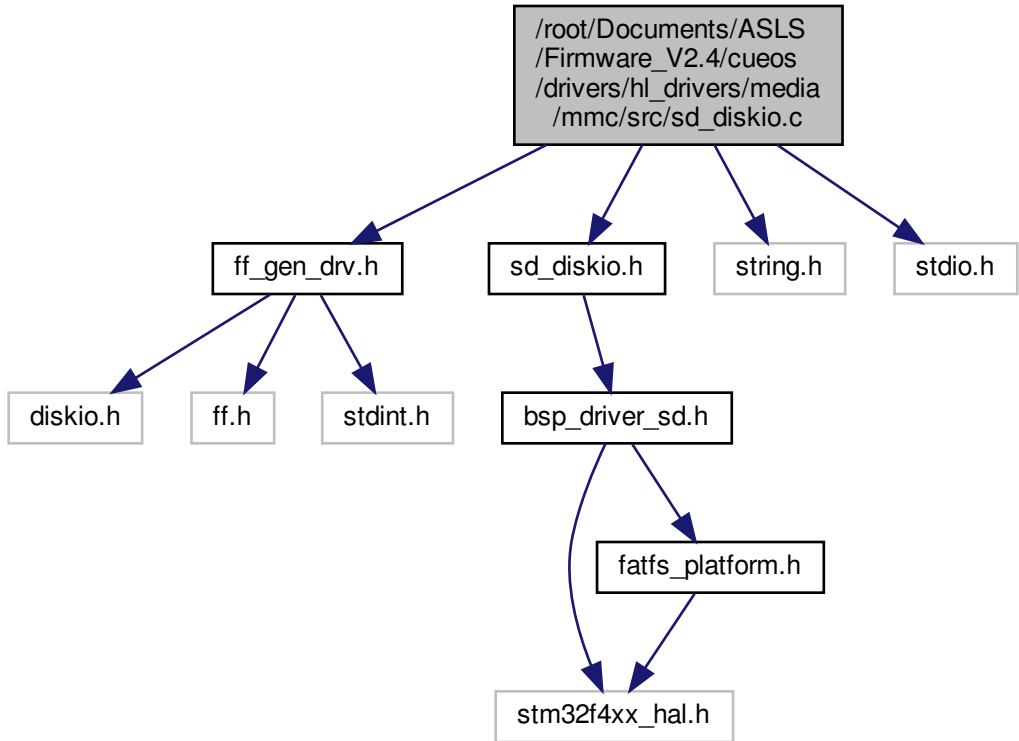 /root/Documents/ASLS
/Firmware_V2.4/cueos
/drivers/hl_drivers/media
/mmc/src/sd_diskio.c
ff_gen_drv.h
sd_diskio.h
string.h
stdio.h
diskio.h
ff.h
stdint.h
bsp_driver_sd.h
fatfs_platform.h
stm32f4xx_hal.h